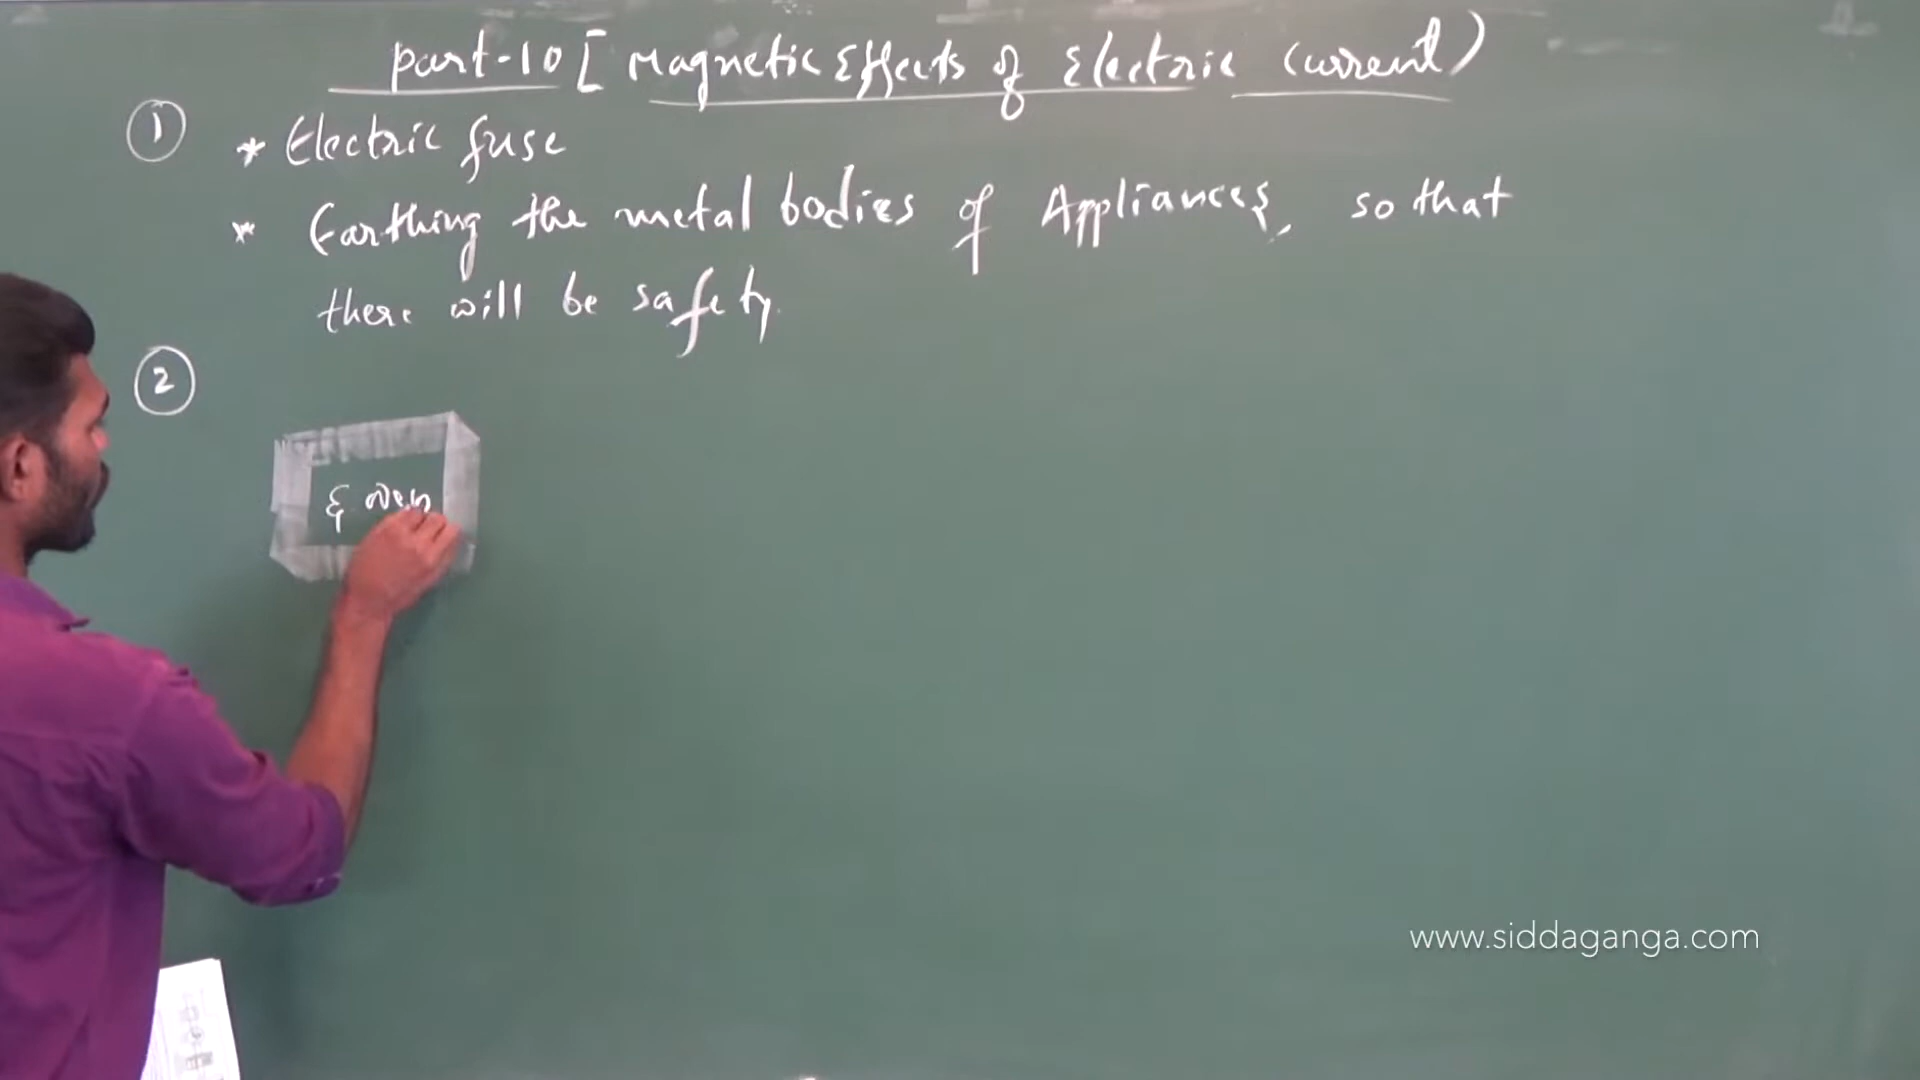 part-10 [ Magnetic Effects of Electric Current )
1 * Electric fuse
* Earthing the metal bodies of Appliances, so that
there will be safety.
2
E oven
www.siddaganga.com